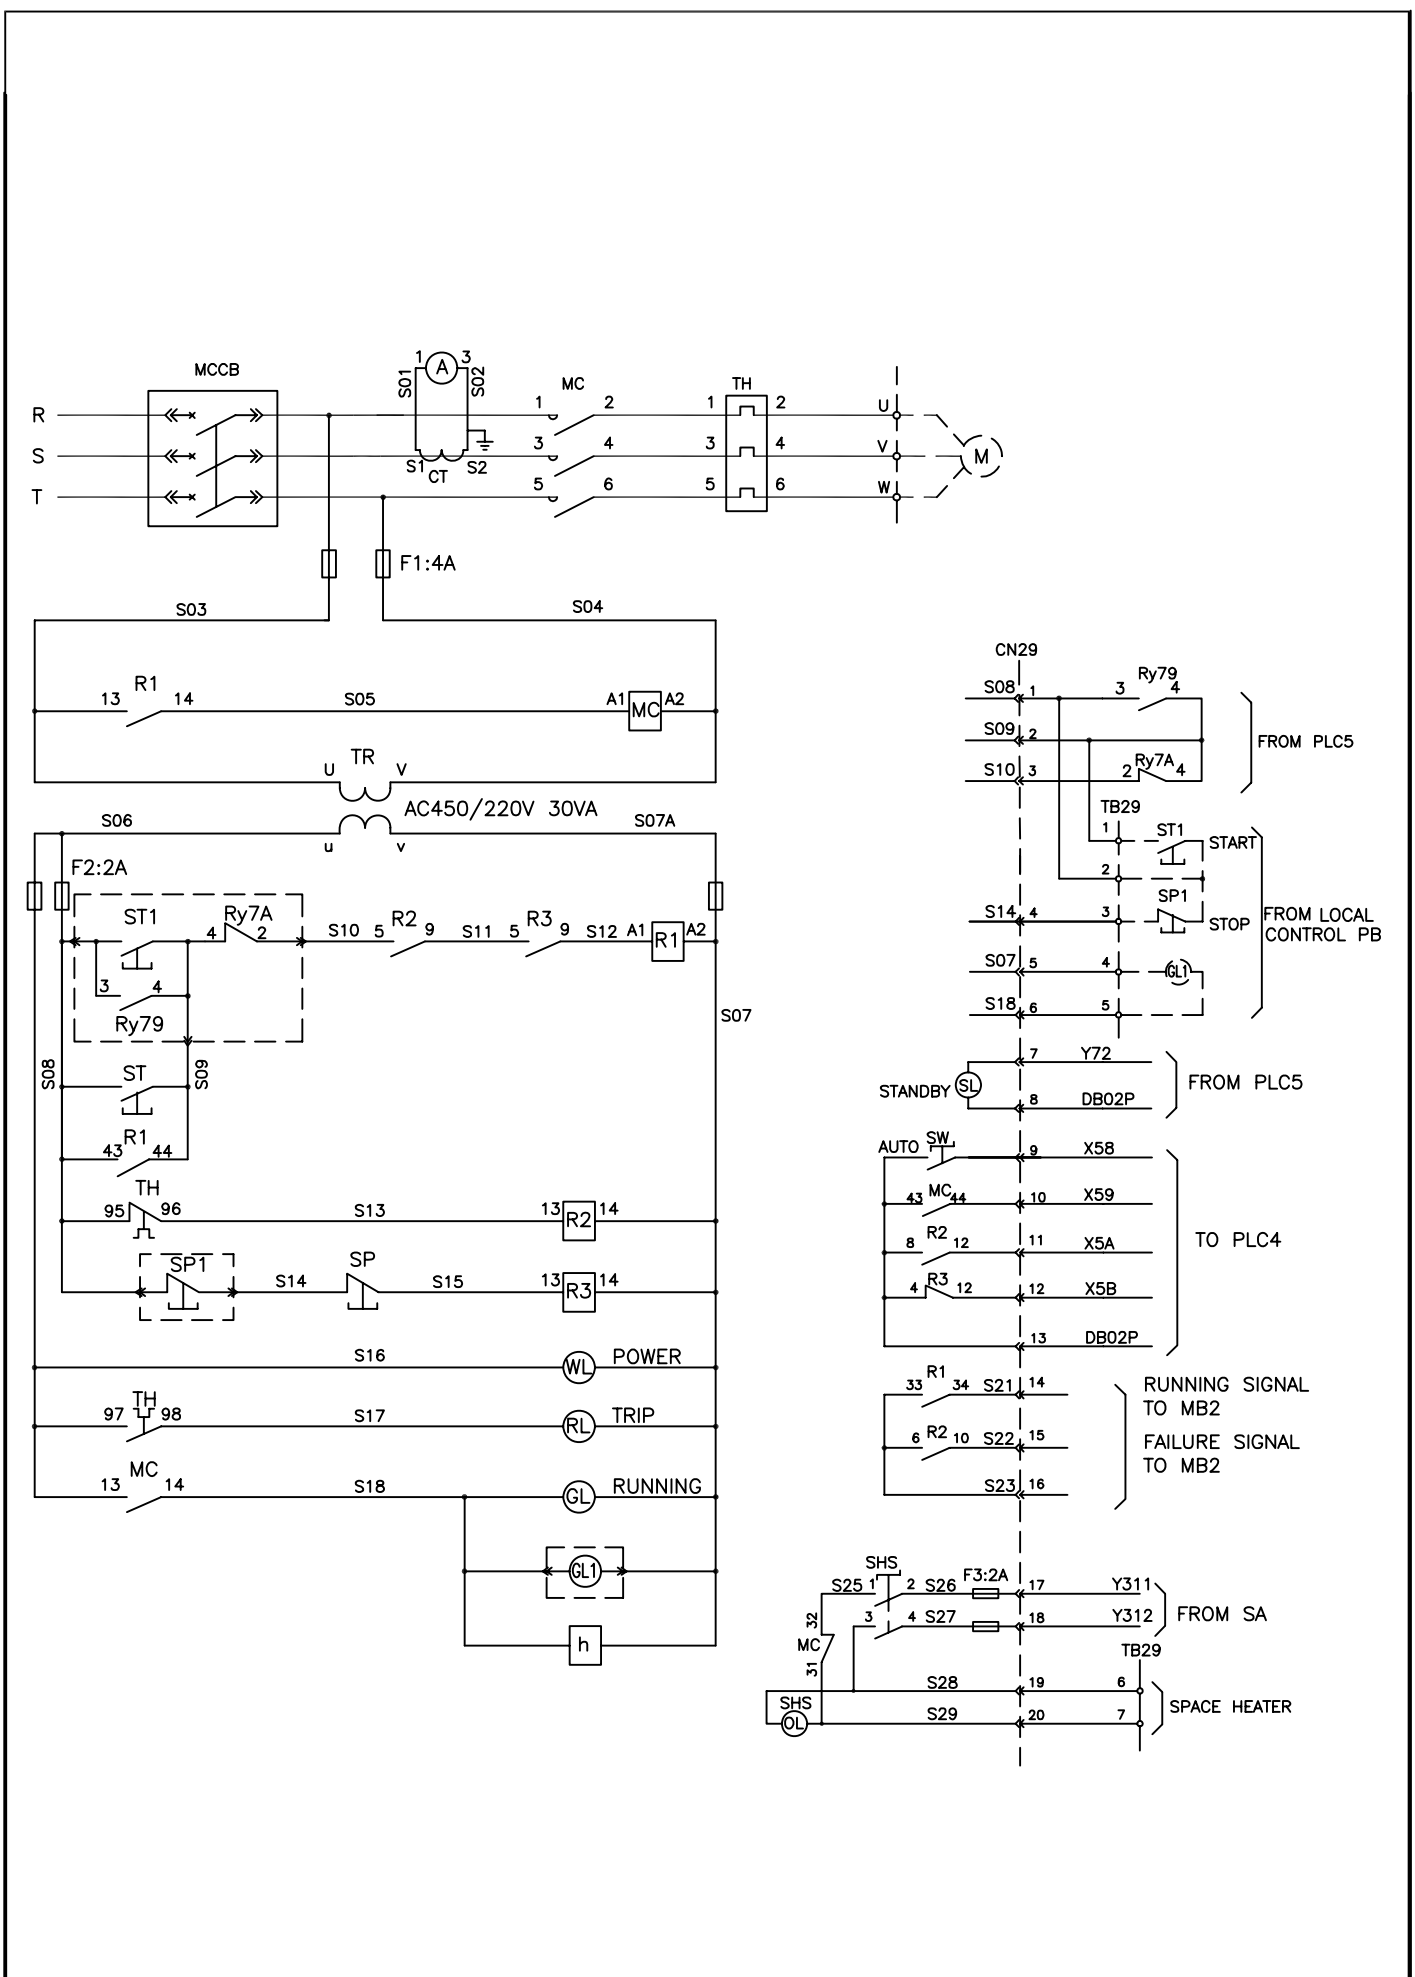 MCCB
1 A 3
S01 S02
MC
TH
R 1 2 1 2 U
S 3 4 3 4 V M
S1 CT S2
T 5 6 5 6 W
F1:4A
S03 S04
R1
13 14 S05 A1 MC A2
TR
U V
AC450/220V 30VA
S06 S07A
u v
F2:2A
ST1 Ry7A R2 R3
4 2 S10 5 9 S11 5 9 S12 A1 R1 A2
3 4
Ry79
S07
S08 ST S09
R1
43 44
TH
95 96 S13 13 R2 14
SP1 SP
S14 S15 13 R3 14
S16 WL POWER
TH
97 98 S17 RL TRIP
MC
13 14 S18 GL RUNNING
GL1
h
CN29
S08 1 3 Ry79 4
S09 2
FROM PLC5
S10 3 2 Ry7A 4
TB29
1 ST1 START
2
SP1
S14 4 3 STOP
FROM LOCAL
CONTROL PB
S07 5 4 GL1
S18 6 5
7 Y72
STANDBY SL
FROM PLC5
8 DB02P
AUTO SW 9 X58
43 MC 44 10 X59
R2
8 12 11 X5A
TO PLC4
R3
4 12 12 X5B
13 DB02P
R1
33 34 S21 14
RUNNING SIGNAL
TO MB2
6 R2 10 S22 15
FAILURE SIGNAL
TO MB2
S23 16
SHS
S25 1 2 S26 F3:2A 17 Y311
FROM SA
32 3 4 S27 18 Y312
MC
31
TB29
S28 19 6
SHS
SPACE HEATER
OL S29 20 7